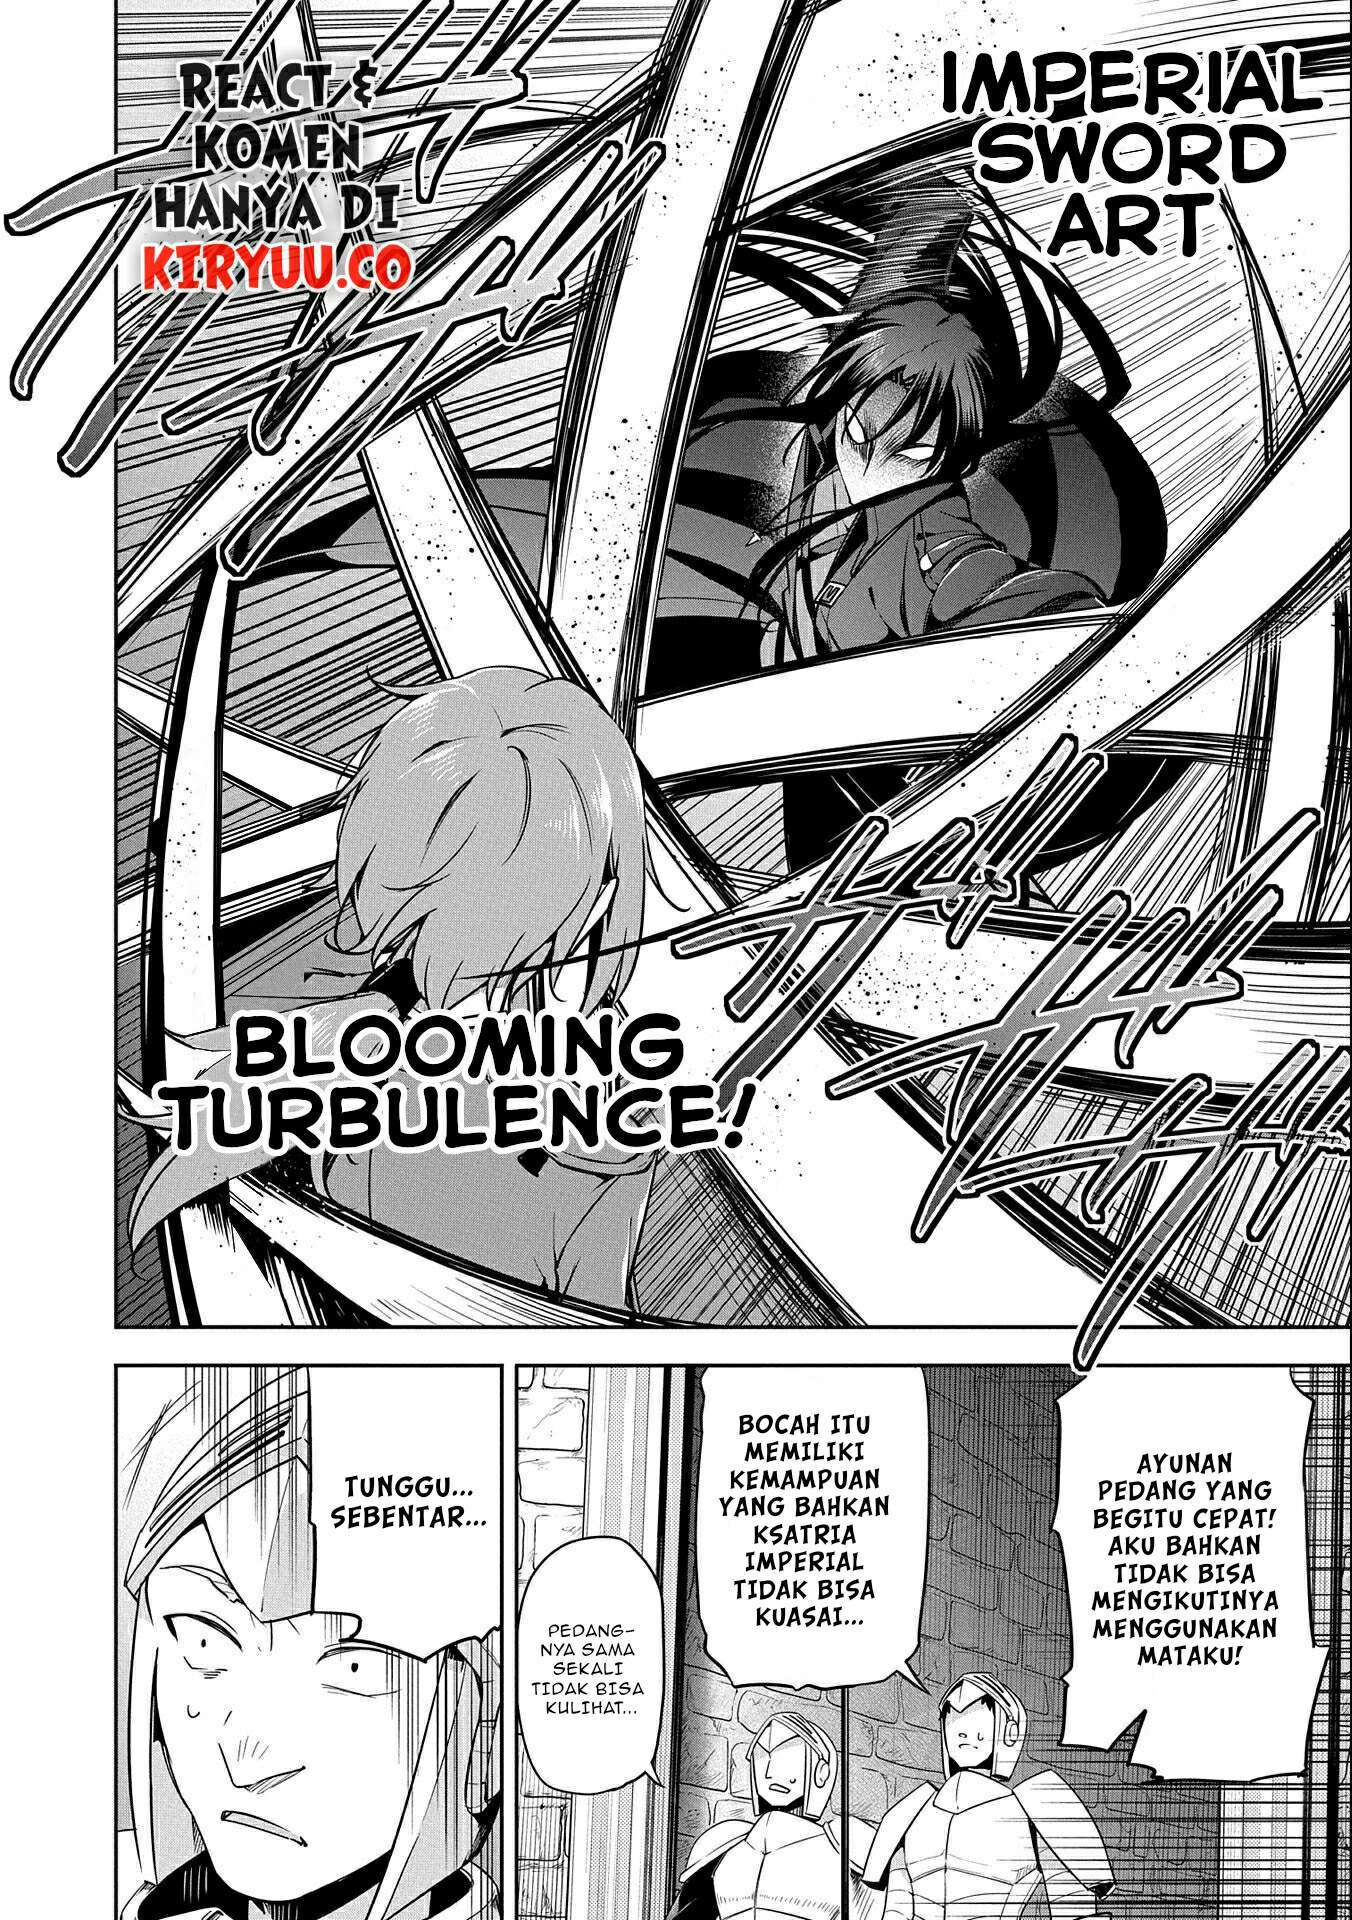 IMPERIAL
SWORD
ART
REACT &
KOMEN
HANYA DI
KIRYUU.CO
BLOOMING
TURBULENCE!
AYUNAN
PEDANG YANG
BEGITU CEPAT!
AKU BAHKAN
TIDAK BISA
MENGIKUTINYA
MENGGUNAKAN
MATAKU!
BOCAH ITU
MEMILIKI
KEMAMPUAN
YANG BAHKAN
KSATRIA
IMPERIAL
TIDAK BISA
KUASAI...
PEDANG-
NYA SAMA
SEKALI
TIDAK BISA
KULIHAT...
TUNGGU...
SEBENTAR...